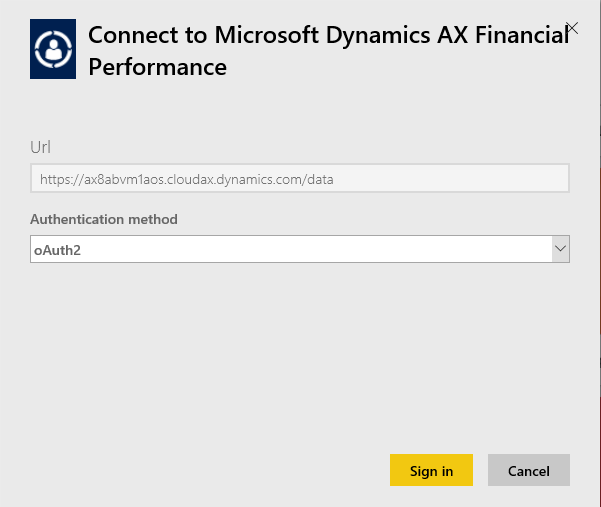 Connect to Microsoft Dynamics AX Financial
Performance
Url
https://ax8abvm1aos.cloudax.dynamics.com/data
Authentication method
oAuth2
Sign in
Cancel